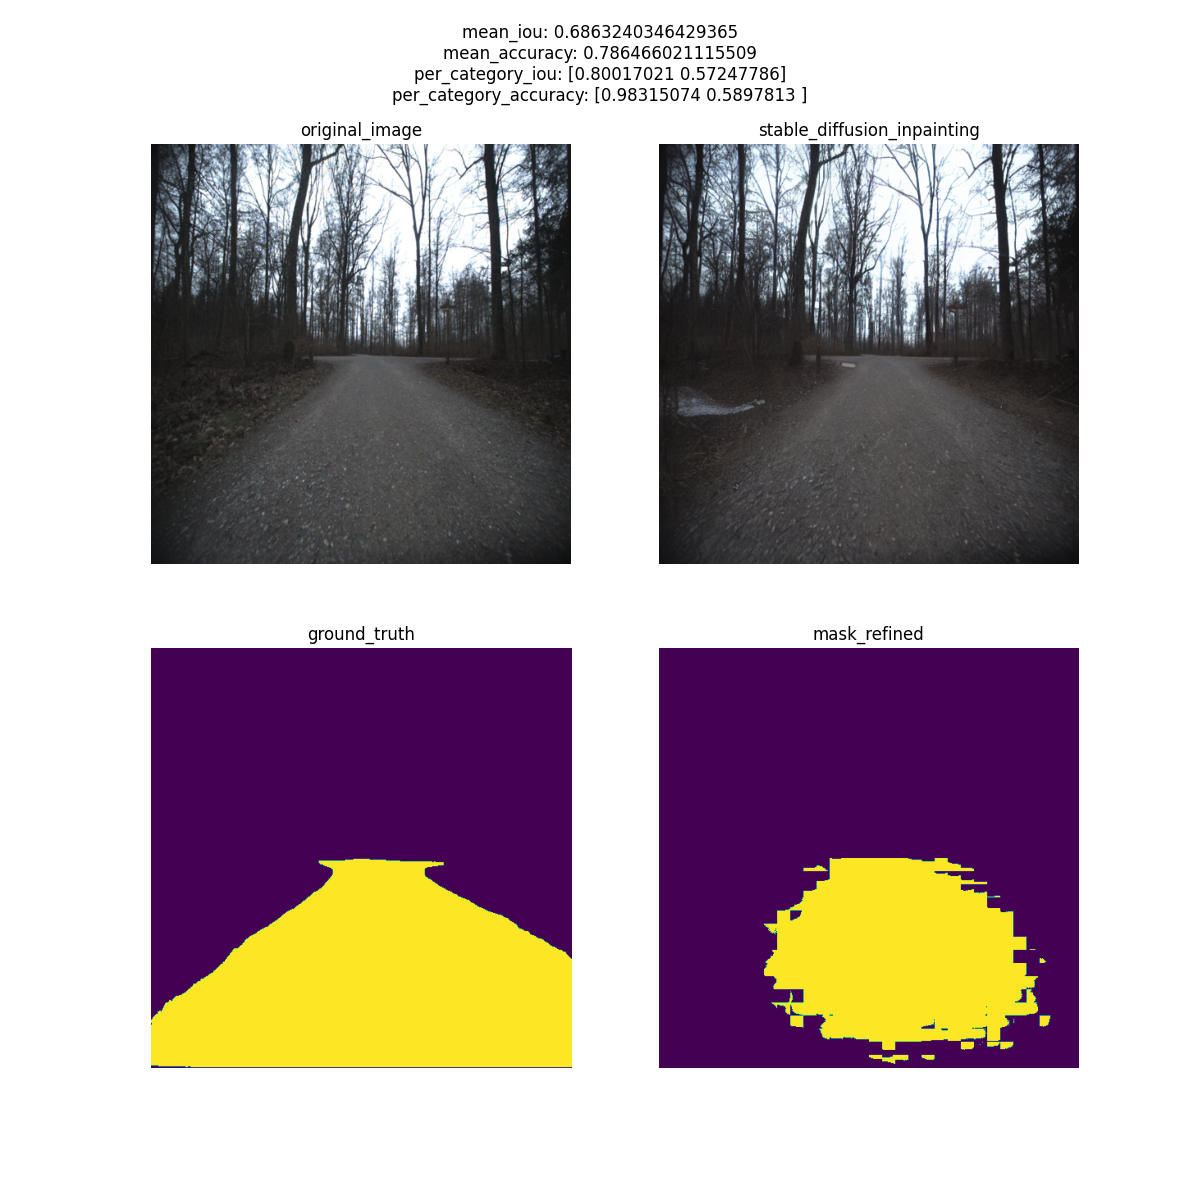 mean_iou: 0.6863240346429365
mean_accuracy: 0.786466021115509
per_category_iou: [0.80017021 0.57247786]
per_category_accuracy: [0.98315074 0.5897813 ]
original_image
stable_diffusion_inpainting
ground_truth
mask_refined